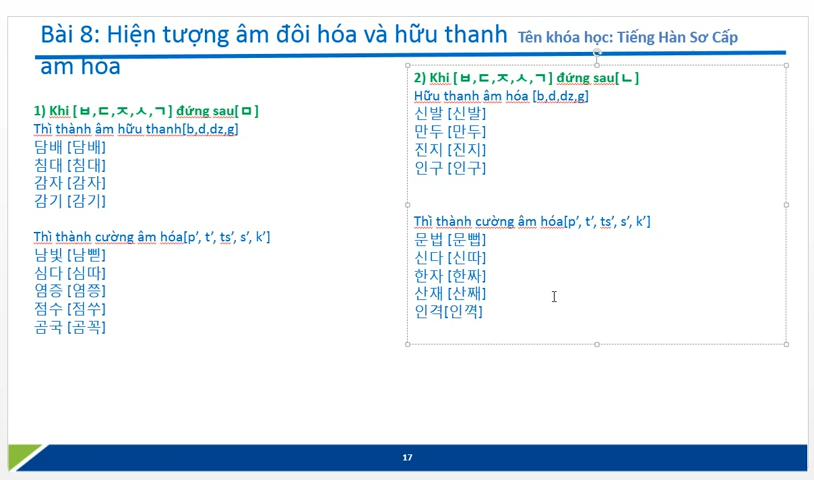 Bài 8: Hiện tượng âm đôi hóa và hữu thanh
âm hóa
Tên khóa học: Tiếng Hàn Sơ Cấp
1) Khi [ㅂ,ㄷ,ㅈ,ㅅ,ㄱ] đứng sau[ㅁ]
Thì thành âm hữu thanh[b,d,dz,g]
담배 [담배]
침대 [침대]
감자 [감자]
감기 [감기]
Thì thành cường âm hóa[p’, t’, ts’, s’, k’]
남빛 [남삗]
심다 [심따]
염증 [염쯩]
점수 [점쑤]
곰국 [곰꾹]
2) Khi [ㅂ,ㄷ,ㅈ,ㅅ,ㄱ] đứng sau[ㄴ]
Hữu thanh âm hóa [b,d,dz,g]
신발 [신발]
만두 [만두]
진지 [진지]
인구 [인구]
Thì thành cường âm hóa[p’, t’, ts’, s’, k’]
문법 [문뻡]
신다 [신따]
한자 [한짜]
산재 [산째]
인격[인껵]
17